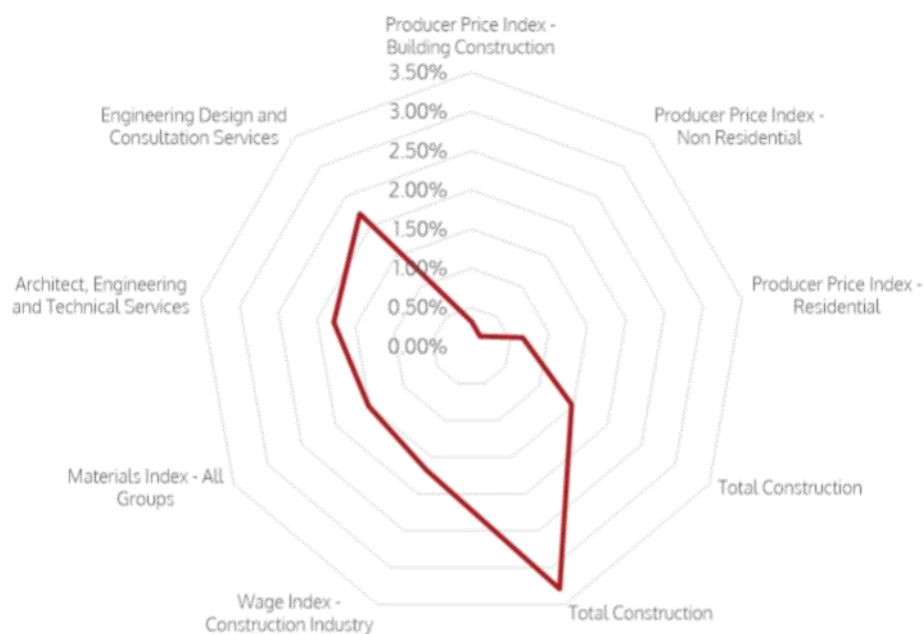 Producer Price Index -
Building Construction
3.50%
3.00%
2.50%
2.00%
1.50%
1.00%
0.50%
0.00%
Producer Price Index -
Non Residential
Producer Price Index -
Residential
Total Construction
Total Construction
Wage Index -
Construction Industry
Materials Index - All
Groups
Architect, Engineering
and Technical Services
Engineering Design and
Consultation Services